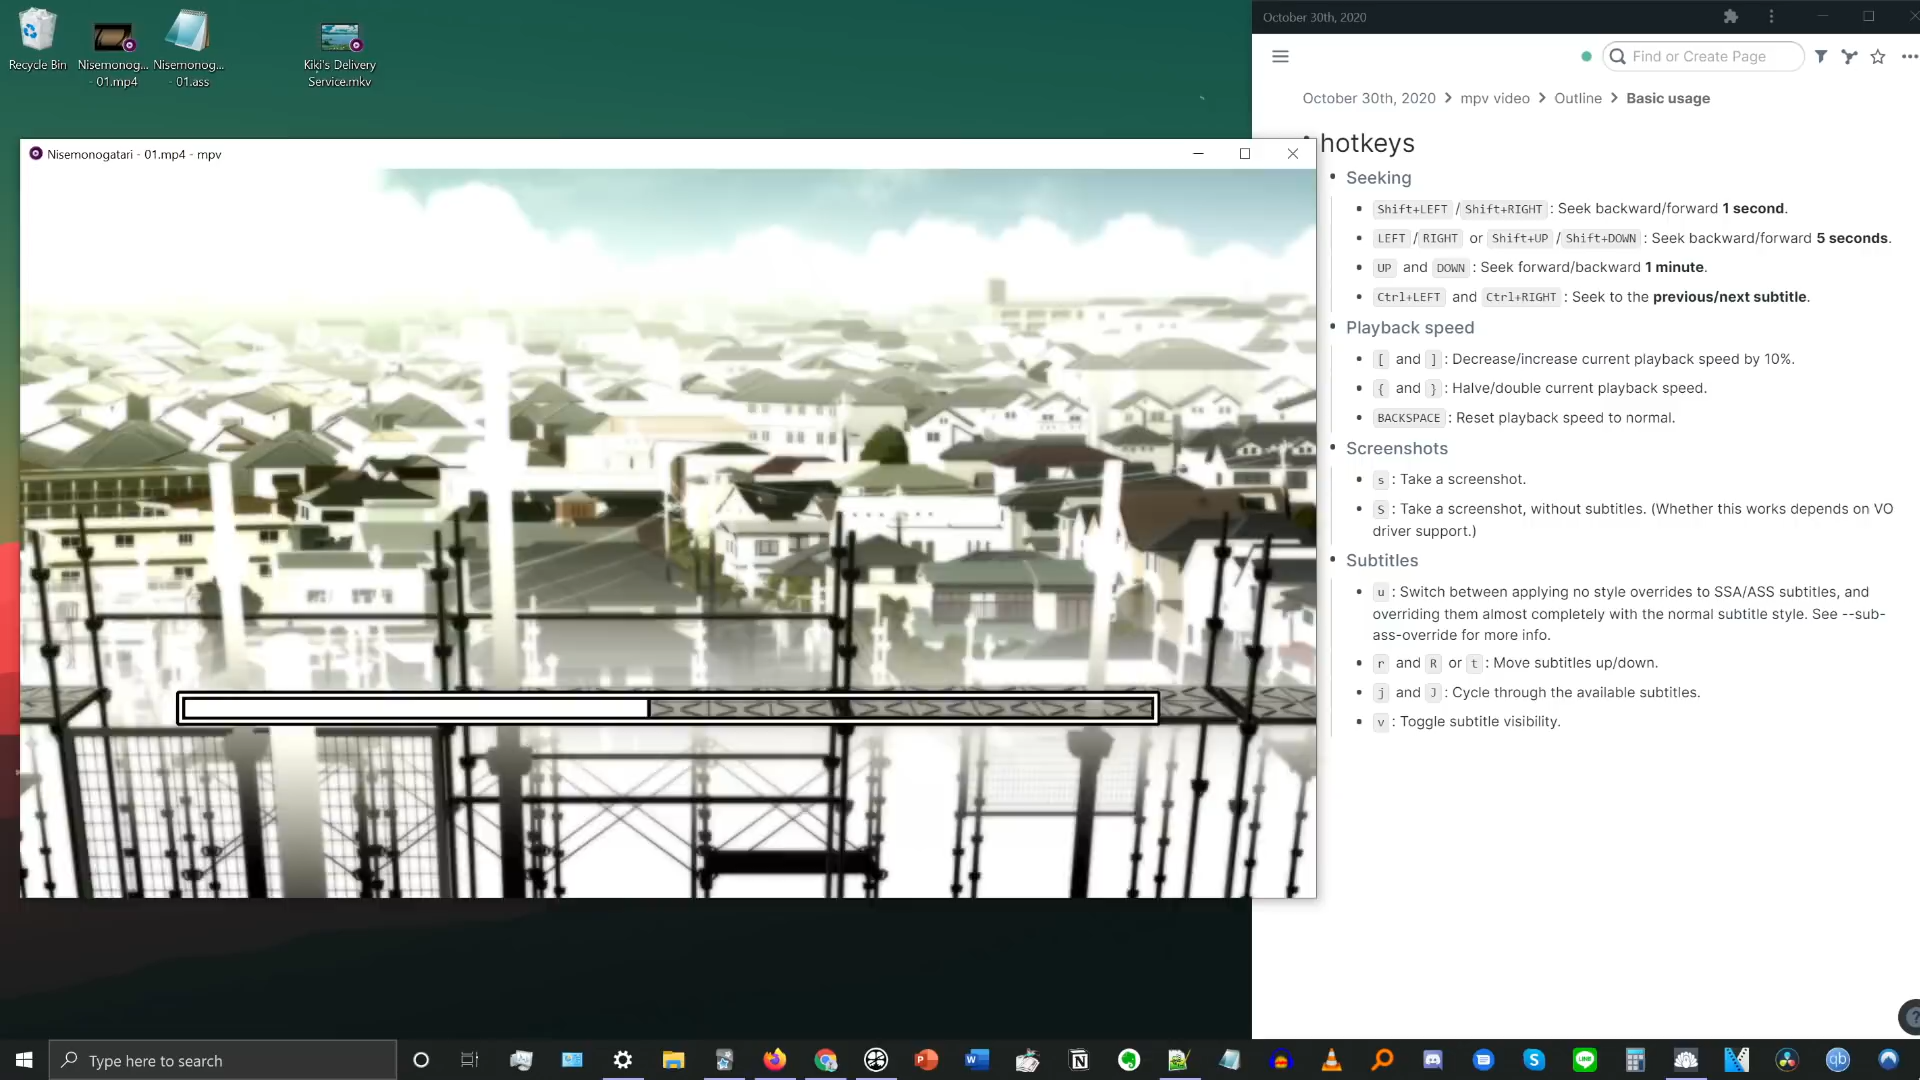 October 30th, 2020
Recycle Bin
Nisemonog...
- 01.mp4
Nisemonog...
- 01.ass
Kiki's Delivery
Service.mkv
Find or Create Page
October 30th, 2020 > mpv video > Outline > Basic usage
Nisemonogatari - 01.mp4 - mpv
hotkeys
Seeking
Shift+LEFT / Shift+RIGHT : Seek backward/forward 1 second.
LEFT / RIGHT or Shift+UP / Shift+DOWN : Seek backward/forward 5 seconds.
UP and DOWN : Seek forward/backward 1 minute.
Ctrl+LEFT and Ctrl+RIGHT : Seek to the previous/next subtitle.
Playback speed
[ and ] : Decrease/increase current playback speed by 10%.
{ and } : Halve/double current playback speed.
BACKSPACE : Reset playback speed to normal.
Screenshots
s : Take a screenshot.
S : Take a screenshot, without subtitles. (Whether this works depends on VO
driver support.)
Subtitles
u : Switch between applying no style overrides to SSA/ASS subtitles, and
overriding them almost completely with the normal subtitle style. See --sub-
ass-override for more info.
r and R or t : Move subtitles up/down.
j and J : Cycle through the available subtitles.
v : Toggle subtitle visibility.
Type here to search